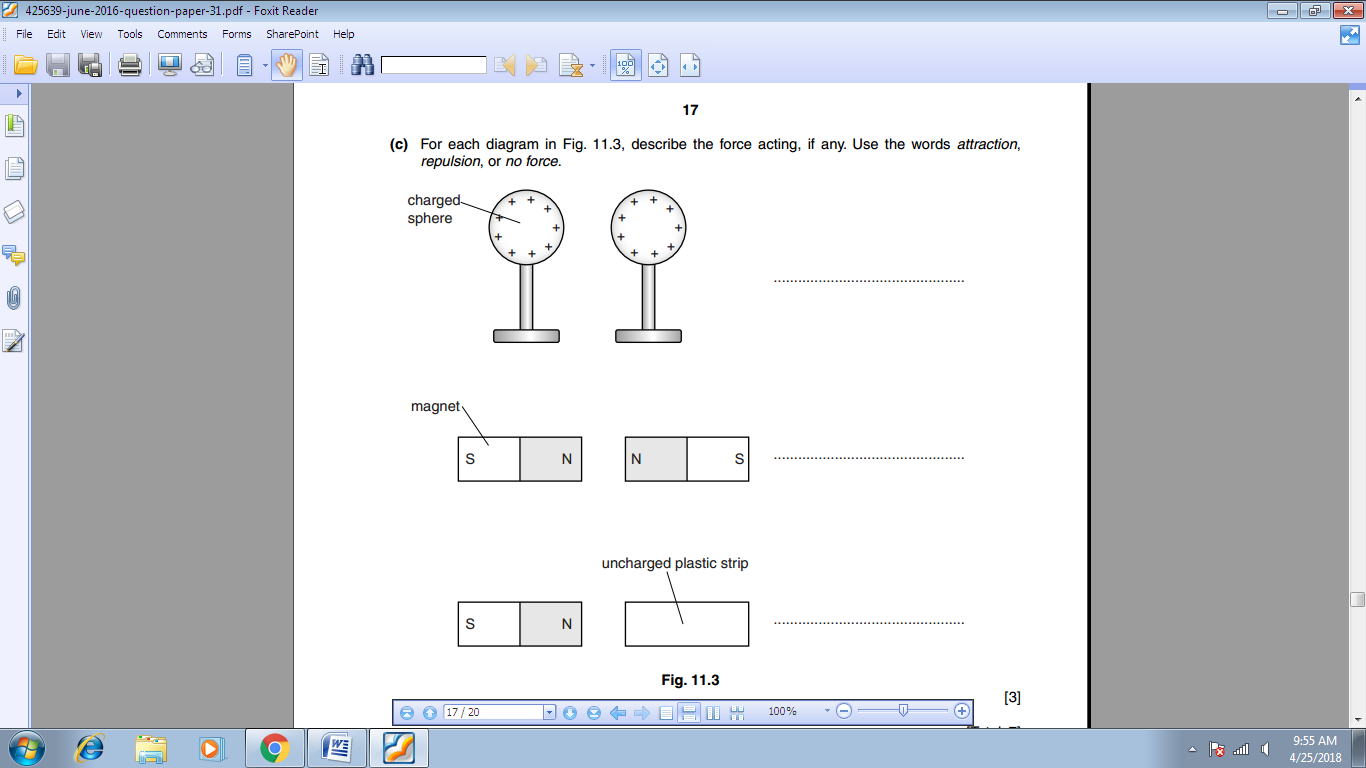 425639-june-2016-question-paper-31.pdf - Foxit Reader
File Edit View Tools Comments Forms SharePoint Help
17
(c) For each diagram in Fig. 11.3, describe the force acting, if any. Use the words attraction,
repulsion, or no force.
charged
sphere
+ + + + + + + + +
+ + + + + + + + +
................................................
magnet
S N N S ................................................
uncharged plastic strip
S N ................................................
Fig. 11.3
[3]
17 / 20 100%
9:55 AM
4/25/2018